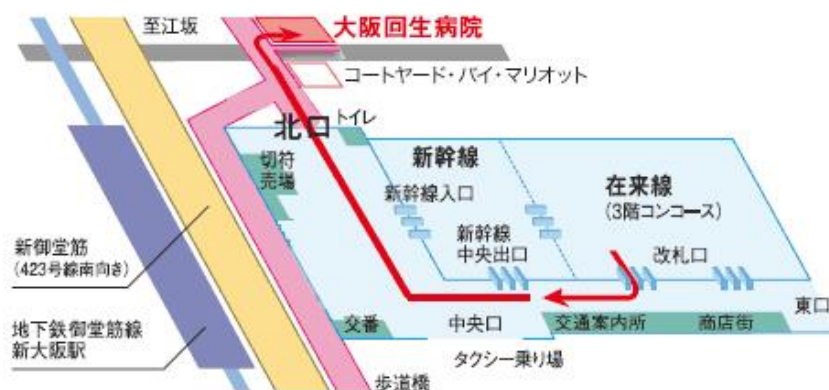 至江坂
大阪回生病院
コートヤード・バイ・マリオット
北口
トイレ
切符
売場
新幹線
新幹線入口
新幹線
中央出口
在来線
(3階コンコース)
改札口
新御堂筋
(423号線南向き)
地下鉄御堂筋線
新大阪駅
交番
中央口
交通案内所
商店街
東口
タクシー乗り場
歩道橋